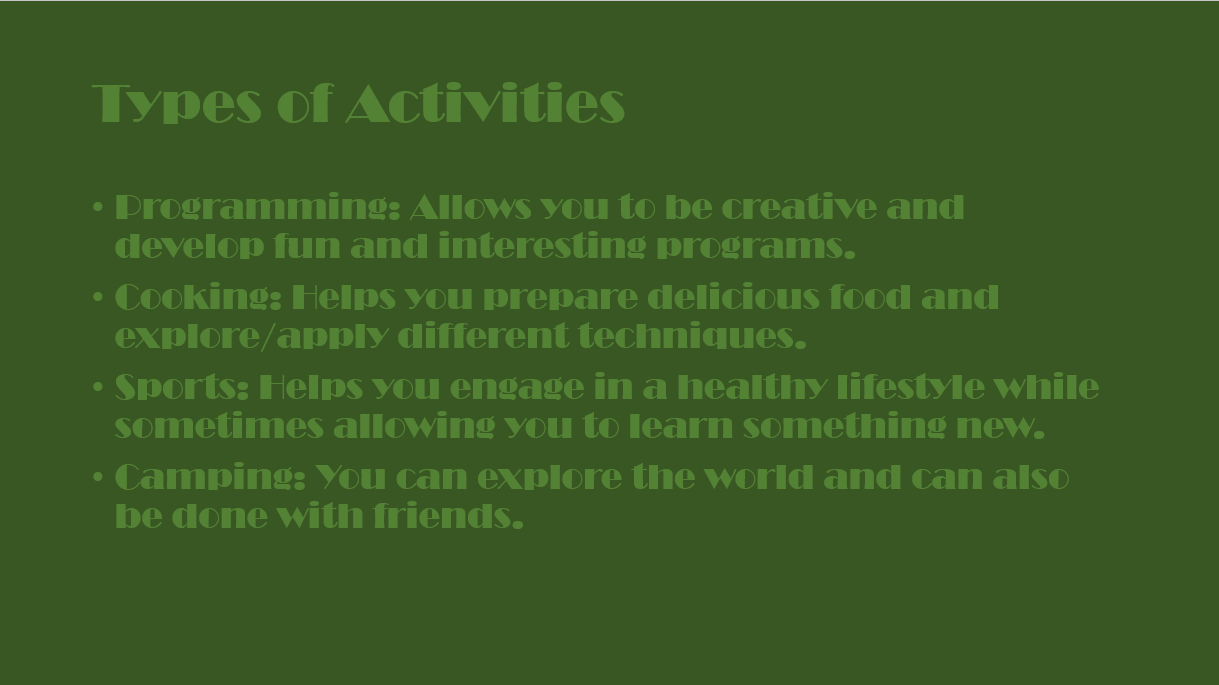 Types of Activities
• Programming: Allows you to be creative and
develop fun and interesting programs.
• Cooking: Helps you prepare delicious food and
explore/apply different techniques.
• Sports: Helps you engage in a healthy lifestyle while
sometimes allowing you to learn something new.
• Camping: You can explore the world and can also
be done with friends.